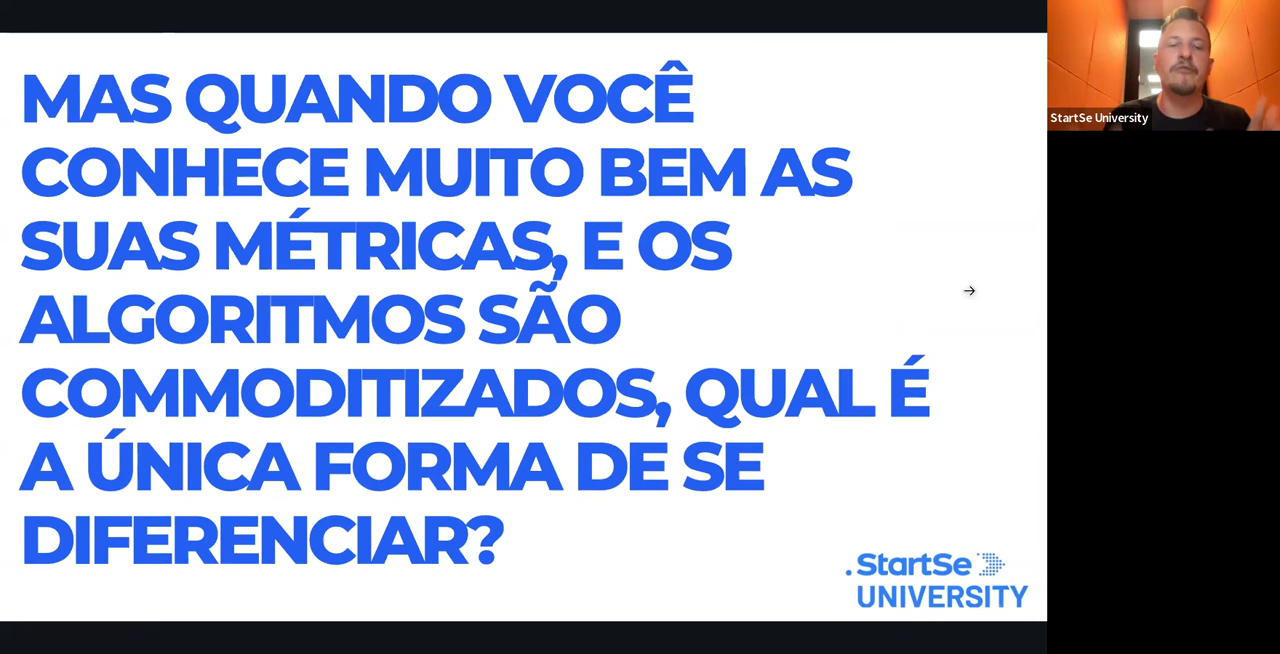 MAS QUANDO VOCÊ
CONHECE MUITO BEM AS
SUAS MÉTRICAS, E OS
ALGORITMOS SÃO
COMMODITIZADOS, QUAL É
A ÚNICA FORMA DE SE
DIFERENCIAR?
.StartSe
UNIVERSITY
StartSe University